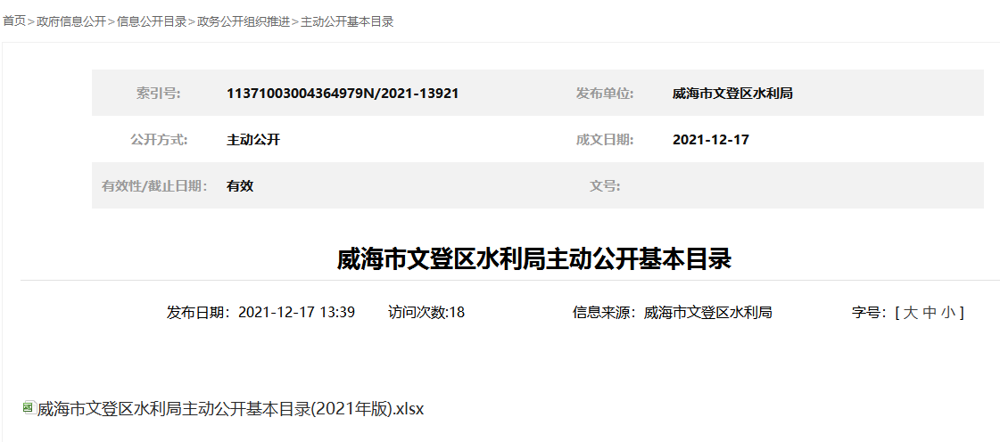 首页>政府信息公开>信息公开目录>政务公开组织推进>主动公开基本目录
索引号: 11371003004364979N/2021-13921 发布单位: 威海市文登区水利局
公开方式: 主动公开 成文日期: 2021-12-17
有效性/截止日期: 有效 文号:
威海市文登区水利局主动公开基本目录
发布日期：2021-12-17 13:39 访问次数:18 信息来源：威海市文登区水利局 字号：[ 大 中 小 ]
威海市文登区水利局主动公开基本目录(2021年版).xlsx